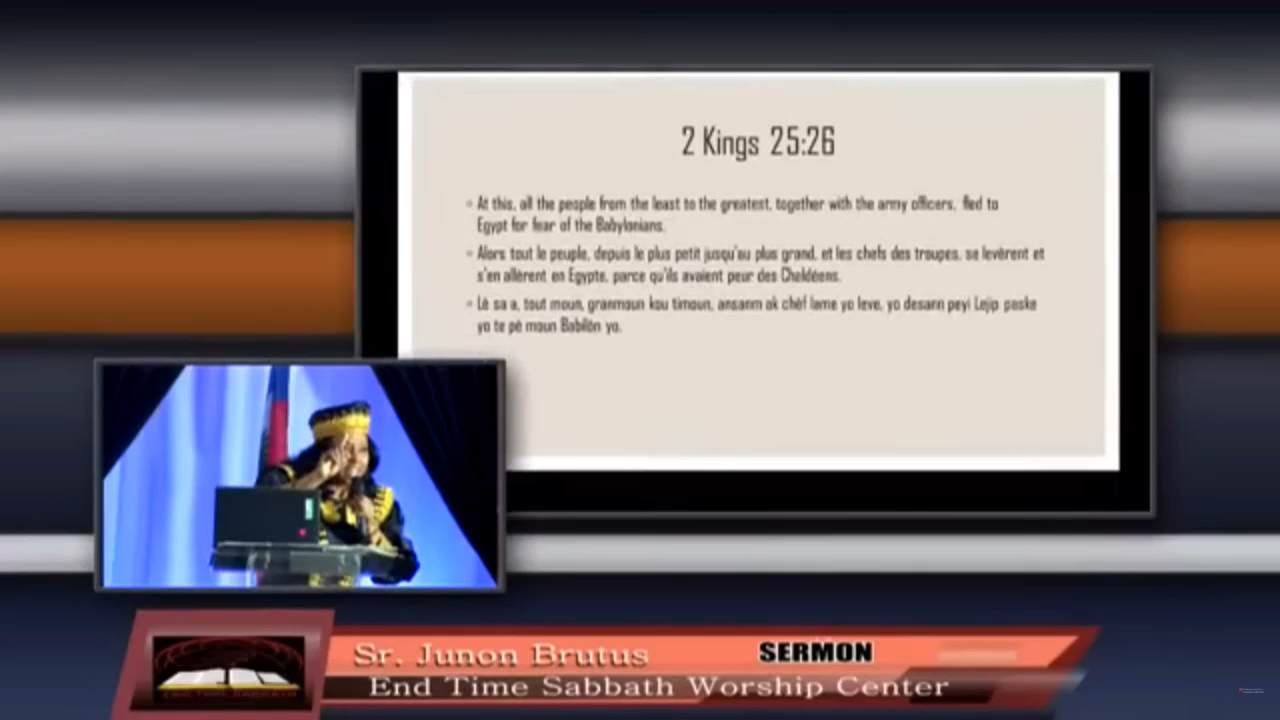 2 Kings 25:26
At this, all the people from the least to the greatest, together with the army officers, fled to
Egypt for fear of the Babylonians.
Alors tout le peuple, depuis le plus petit jusqu'au plus grand, et les chefs des troupes, se levèrent et
s'en allèrent en Egypte, parce qu'ils avaient peur des Chaldéens.
Lè sa a, tout moun, granmoun kou timoun, ansanm ak chèf lame yo leve, yo desann peyi Lejip paske
yo te pè moun Babilòn yo.
Sr. Junon Brutus SERMON
End Time Sabbath Worship Center